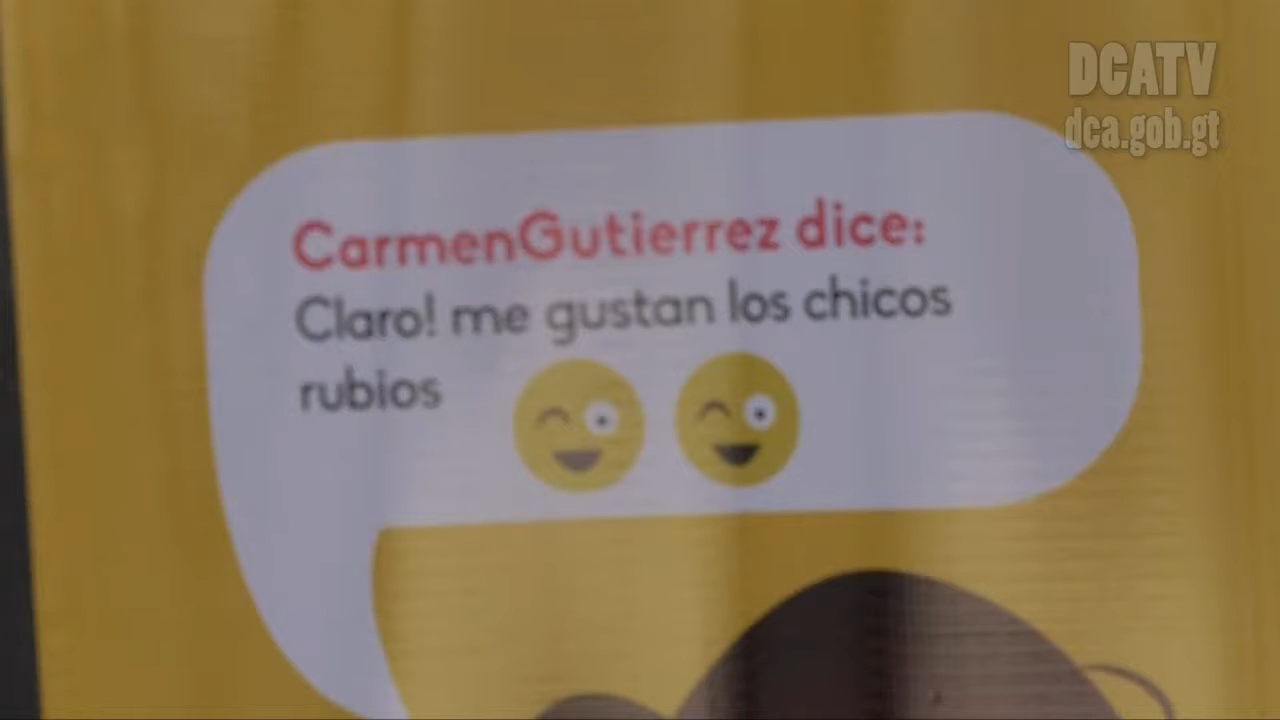 DCATV
dca.gob.gt
CarmenGutierrez dice:
Claro! me gustan los chicos
rubios